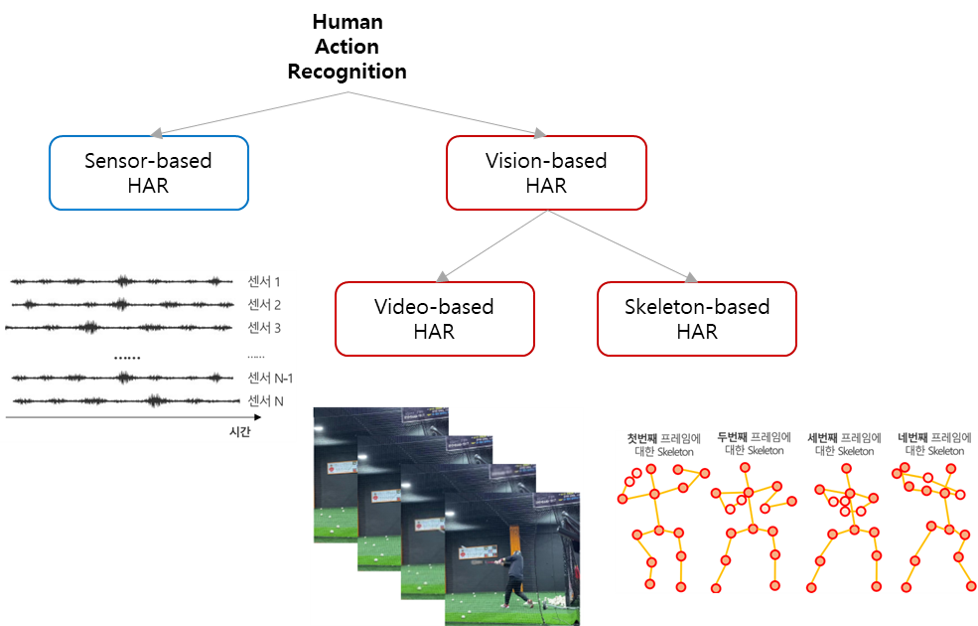 Human
Action
Recognition
Sensor-based
HAR
Vision-based
HAR
센서 1
센서 2
센서 3
......
......
센서 N-1
센서 N
시간
Video-based
HAR
Skeleton-based
HAR
첫번째 프레임에
대한 Skeleton
두번째 프레임에
대한 Skeleton
세번째 프레임에
대한 Skeleton
네번째 프레임에
대한 Skeleton